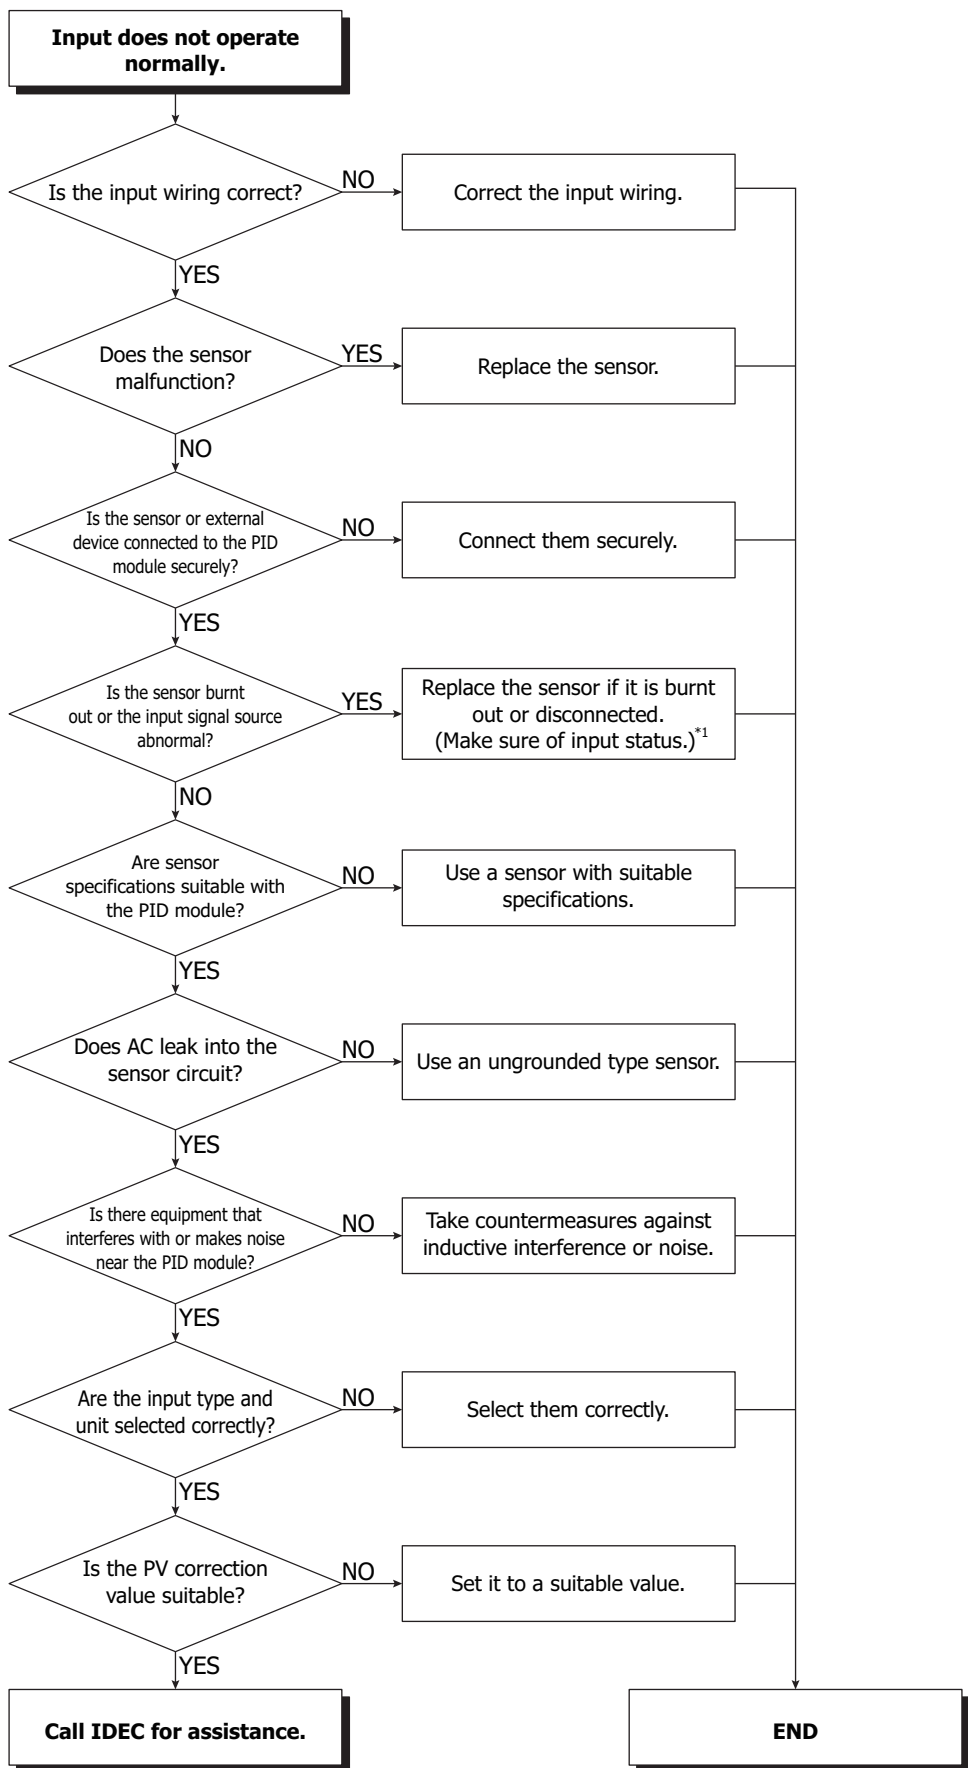 Input does not operate
normally.
Is the input wiring correct?
NO
Correct the input wiring.
YES
Does the sensor
malfunction?
YES
Replace the sensor.
NO
Is the sensor or external
device connected to the PID
module securely?
NO
Connect them securely.
YES
Is the sensor burnt
out or the input signal source
abnormal?
YES
Replace the sensor if it is burnt
out or disconnected.
(Make sure of input status.)*1
NO
Are sensor
specifications suitable with
the PID module?
NO
Use a sensor with suitable
specifications.
YES
Does AC leak into the
sensor circuit?
NO
Use an ungrounded type sensor.
YES
Is there equipment that
interferes with or makes noise
near the PID module?
NO
Take countermeasures against
inductive interference or noise.
YES
Are the input type and
unit selected correctly?
NO
Select them correctly.
YES
Is the PV correction
value suitable?
NO
Set it to a suitable value.
YES
Call IDEC for assistance.
END